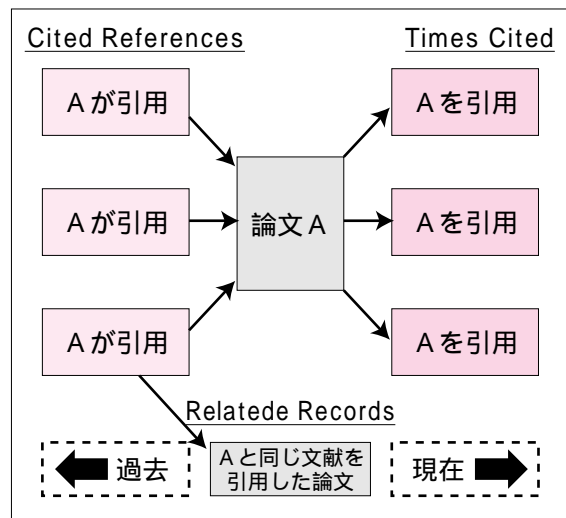 Cited References
Times Cited
Aが引用
Aを引用
Aが引用
論文A
Aを引用
Aが引用
Aを引用
Relatede Records
過去
Aと同じ文献を
引用した論文
現在